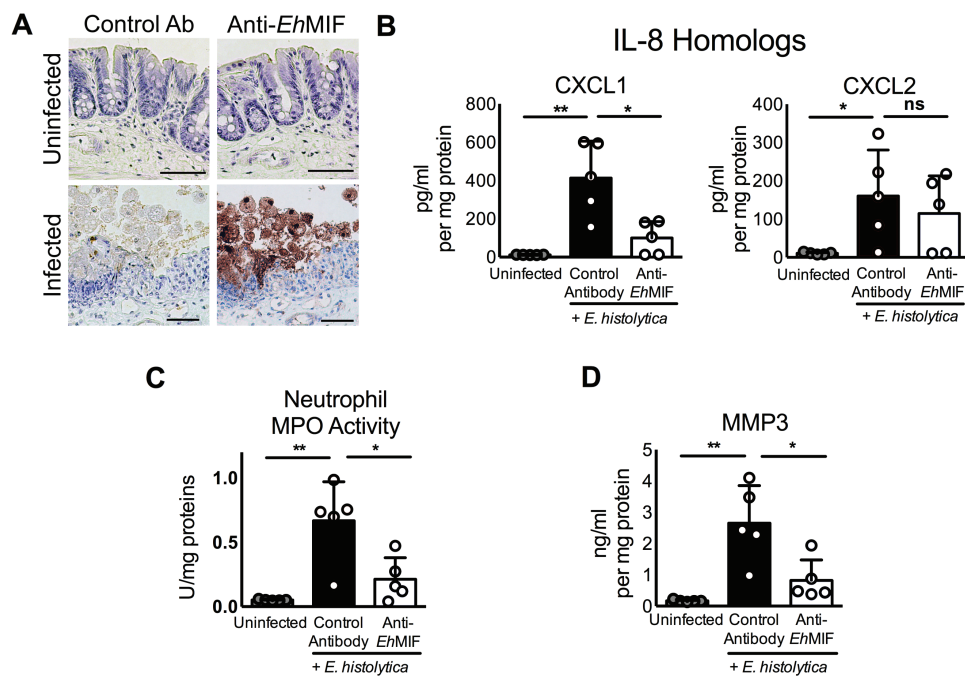 A
Control Ab
Anti-EhMIF
Uninfected
Infected
B
IL-8 Homologs
CXCL1
800
600
400
200
0
pg/ml
per mg protein
**
*
Uninfected
Control
Antibody
Anti-
EhMIF
+ E. histolytica
CXCL2
400
300
200
100
0
pg/ml
per mg protein
*
ns
Uninfected
Control
Antibody
Anti-
EhMIF
+ E. histolytica
C
Neutrophil
MPO Activity
1.0
0.5
0.0
U/mg proteins
**
*
Uninfected
Control
Antibody
Anti-
EhMIF
+ E. histolytica
D
MMP3
5
4
3
2
1
0
ng/ml
per mg protein
**
*
Uninfected
Control
Antibody
Anti-
EhMIF
+ E. histolytica